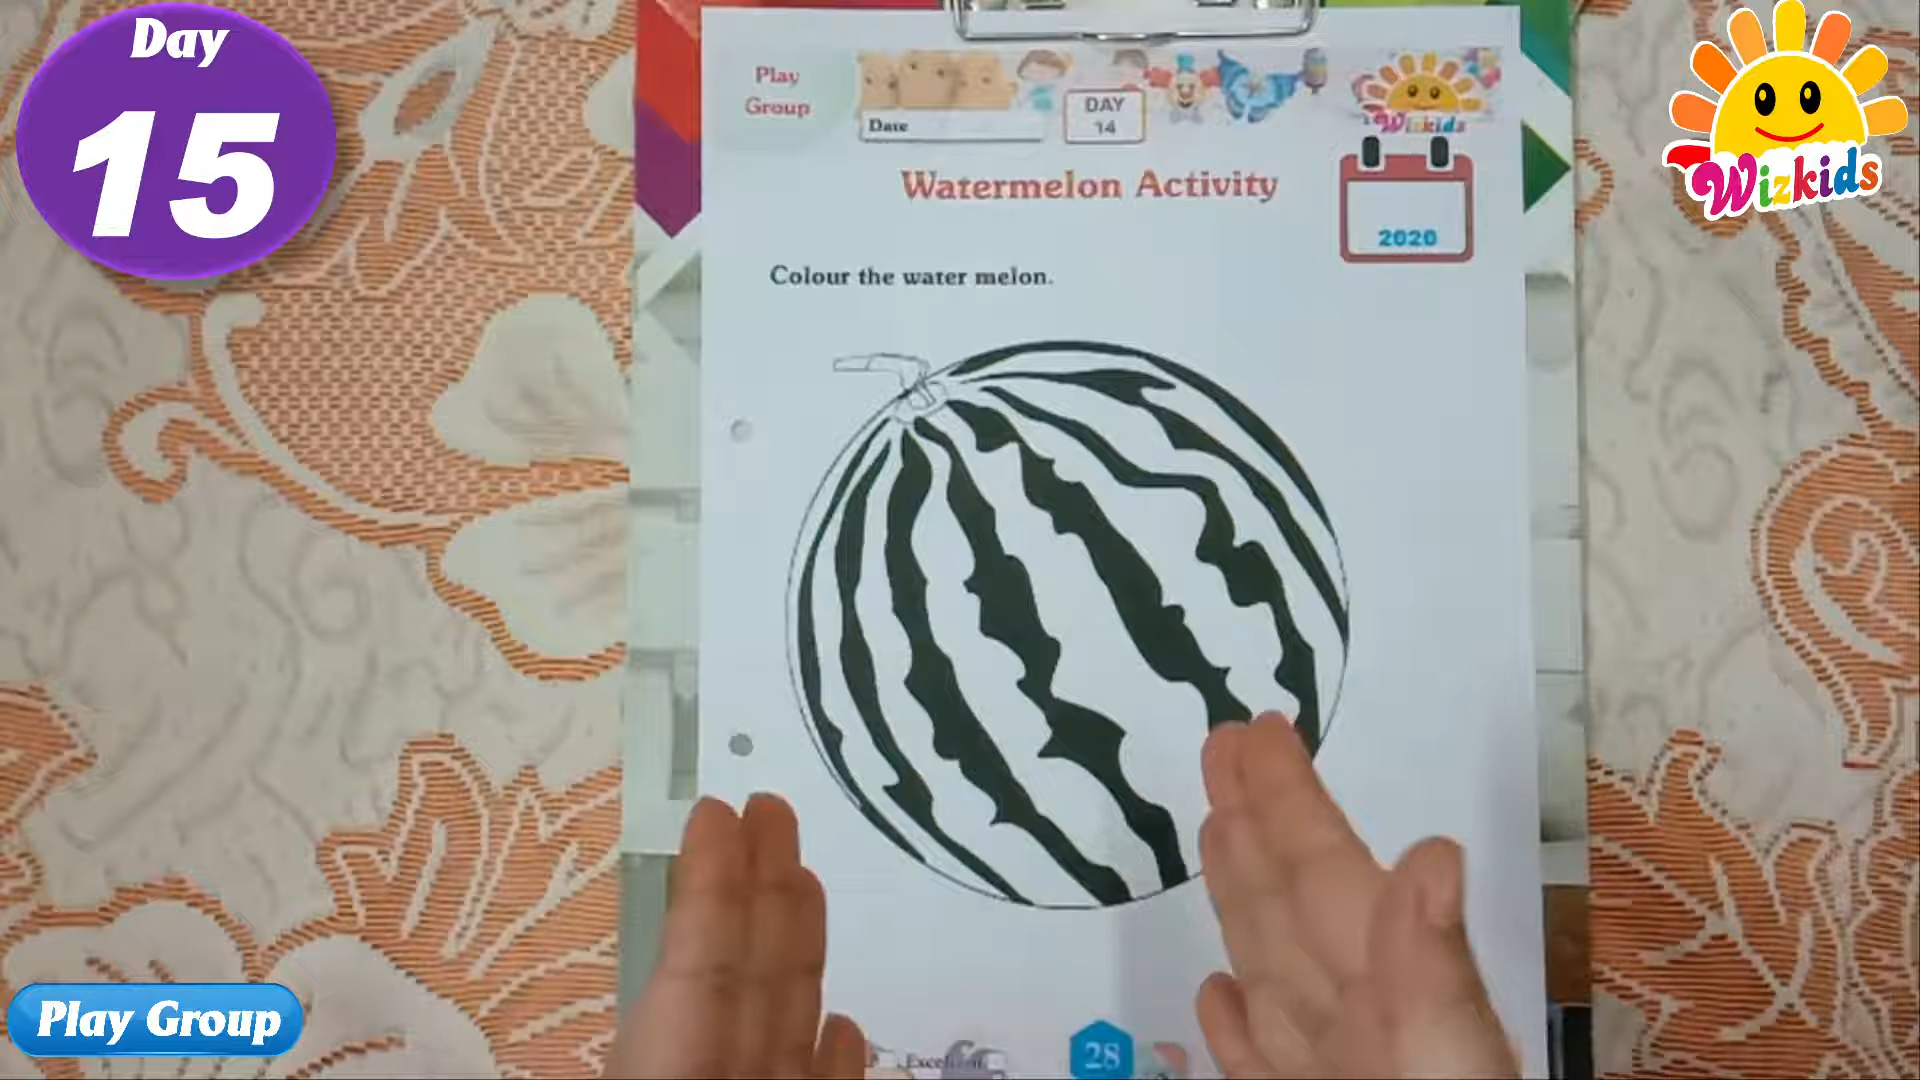 Day
15
Play
Group
Date
DAY
14
Wizkids
Wizkids
Watermelon Activity
2020
Colour the water melon.
Play Group
Excellent
28